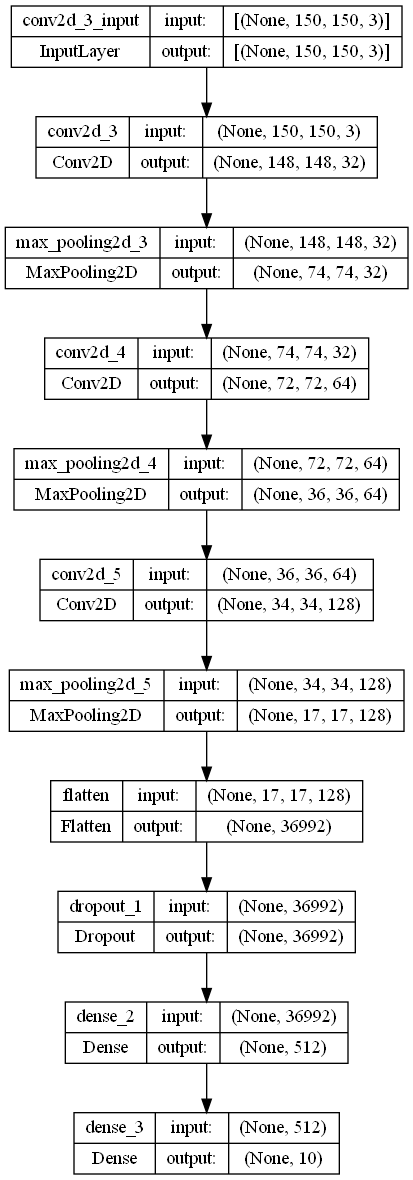 conv2d_3_input input: [(None, 150, 150, 3)]
InputLayer output: [(None, 150, 150, 3)]
conv2d_3 input: (None, 150, 150, 3)
Conv2D output: (None, 148, 148, 32)
max_pooling2d_3 input: (None, 148, 148, 32)
MaxPooling2D output: (None, 74, 74, 32)
conv2d_4 input: (None, 74, 74, 32)
Conv2D output: (None, 72, 72, 64)
max_pooling2d_4 input: (None, 72, 72, 64)
MaxPooling2D output: (None, 36, 36, 64)
conv2d_5 input: (None, 36, 36, 64)
Conv2D output: (None, 34, 34, 128)
max_pooling2d_5 input: (None, 34, 34, 128)
MaxPooling2D output: (None, 17, 17, 128)
flatten input: (None, 17, 17, 128)
Flatten output: (None, 36992)
dropout_1 input: (None, 36992)
Dropout output: (None, 36992)
dense_2 input: (None, 36992)
Dense output: (None, 512)
dense_3 input: (None, 512)
Dense output: (None, 10)